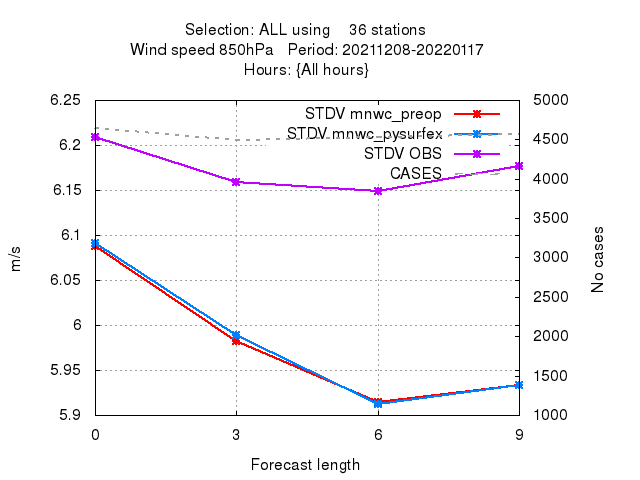 Selection: ALL using 36 stations
Wind speed 850hPa Period: 20211208-20220117
Hours: {All hours}
STDV mnwc_preop
STDV mnwc_pysurfex
STDV OBS
CASES
6.25
6.2
6.15
6.1
6.05
6
5.95
5.9
m/s
5000
4500
4000
3500
3000
2500
2000
1500
1000
No cases
0 3 6 9
Forecast length